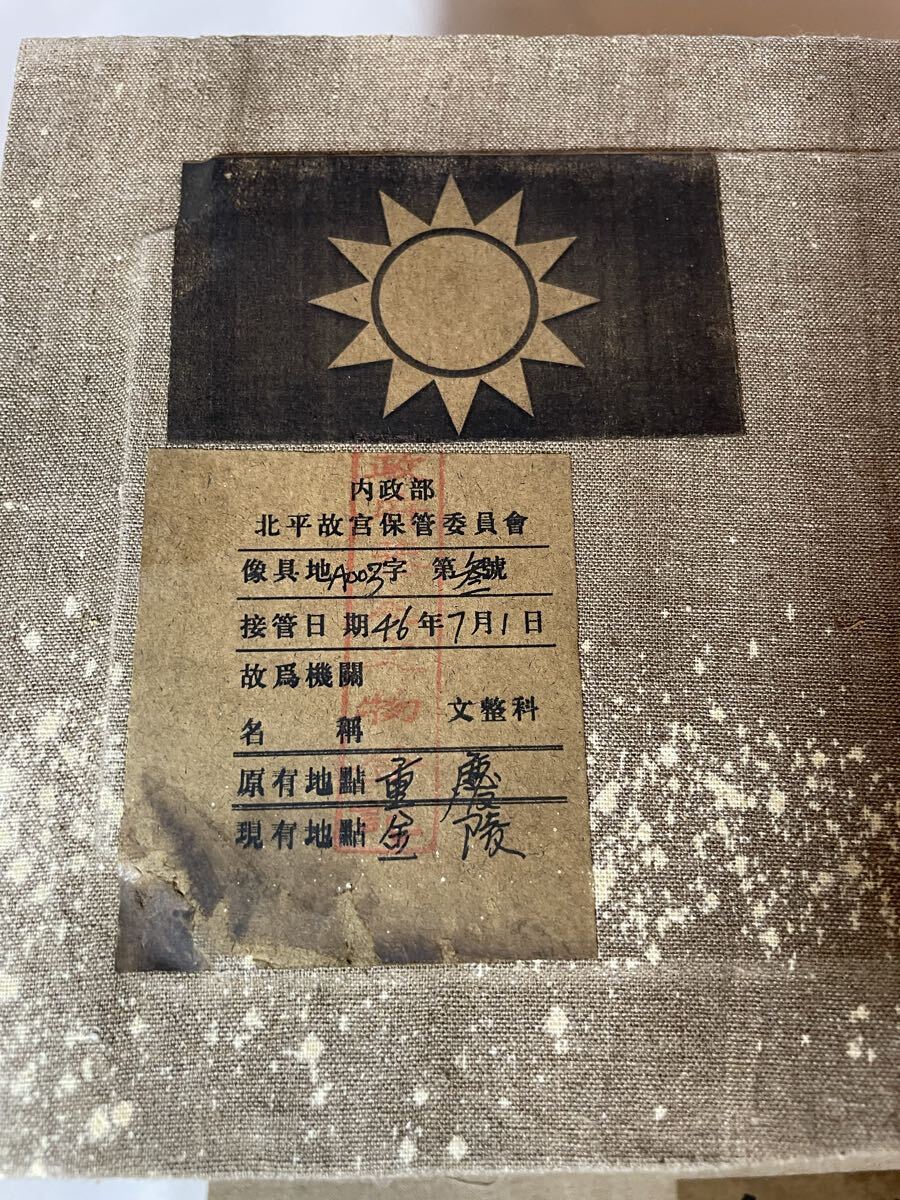 内政部
北平故宮保管委員會
像具地A003字 第叁號
接管日期46年7月1日
故爲機關
文整科
名稱
原有地點重慶
現有地點金陵